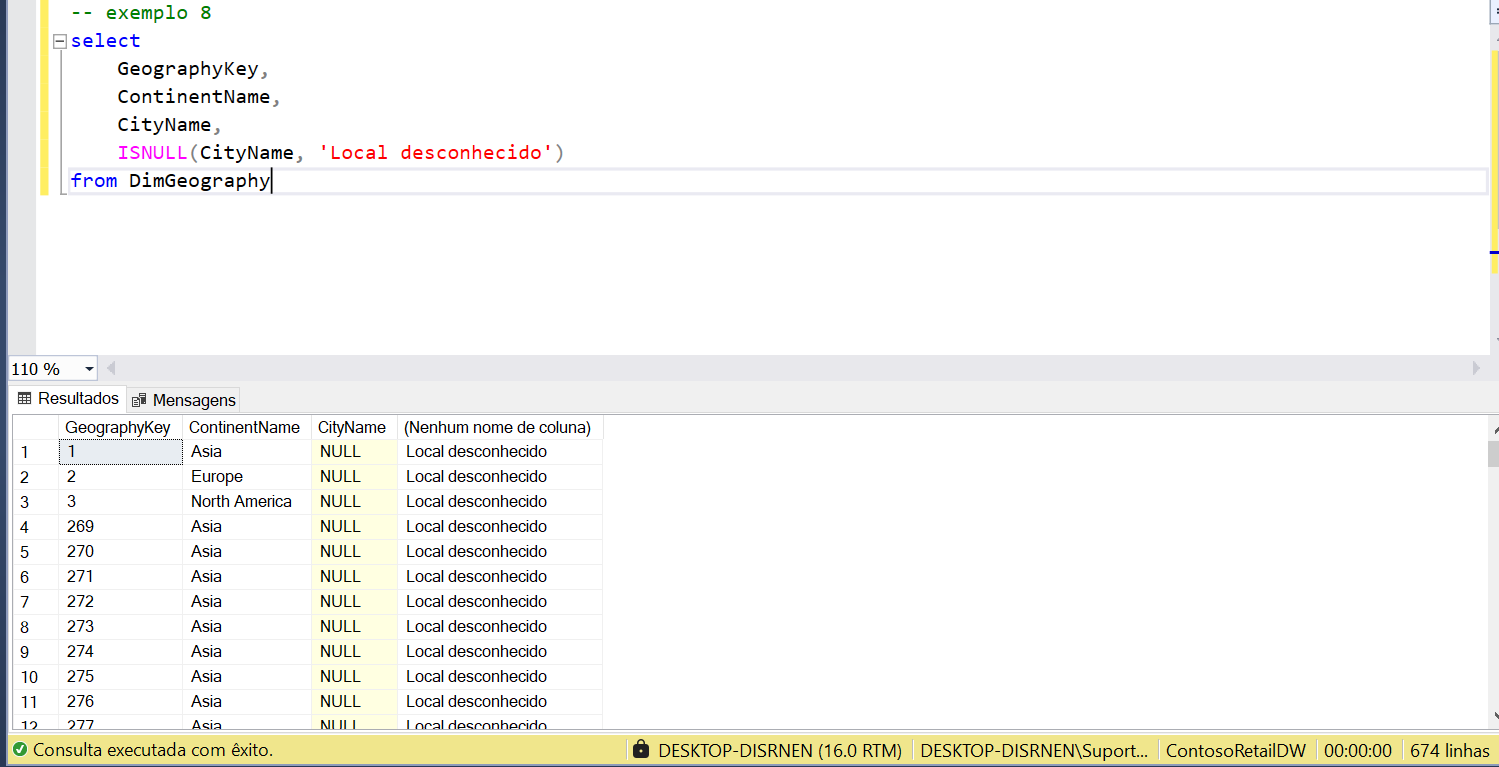 -- exemplo 8
select
GeographyKey,
ContinentName,
CityName,
ISNULL(CityName, 'Local desconhecido')
from DimGeography
110 %
Resultados Mensagens
GeographyKey ContinentName CityName (Nenhum nome de coluna)
1 1 Asia NULL Local desconhecido
2 2 Europe NULL Local desconhecido
3 3 North America NULL Local desconhecido
4 269 Asia NULL Local desconhecido
5 270 Asia NULL Local desconhecido
6 271 Asia NULL Local desconhecido
7 272 Asia NULL Local desconhecido
8 273 Asia NULL Local desconhecido
9 274 Asia NULL Local desconhecido
10 275 Asia NULL Local desconhecido
11 276 Asia NULL Local desconhecido
12 277 Asia NULL Local desconhecido
Consulta executada com êxito. DESKTOP-DISRNEN (16.0 RTM) DESKTOP-DISRNEN\Suport... ContosoRetailDW 00:00:00 674 linhas